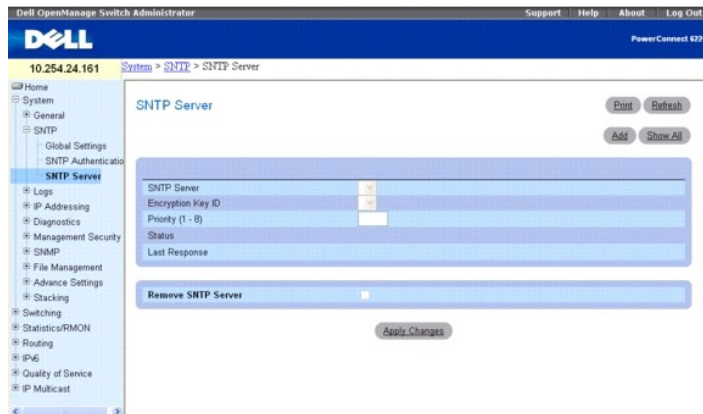 Dell OpenManage Switch Administrator
Support Help About Log Out
DELL
PowerConnect 622
10.254.24.161
System > SNTP > SNTP Server
Home
System
General
SNTP
Global Settings
SNTP Authenticatio
SNTP Server
Logs
IP Addressing
Diagnostics
Management Security
SNMP
File Management
Advance Settings
Stacking
Switching
Statistics/RMON
Routing
IPv6
Quality of Service
IP Multicast
SNTP Server
Print Refresh
Add Show All
SNTP Server
Encryption Key ID
Priority (1 - 8)
Status
Last Response
Remove SNTP Server
Apply Changes